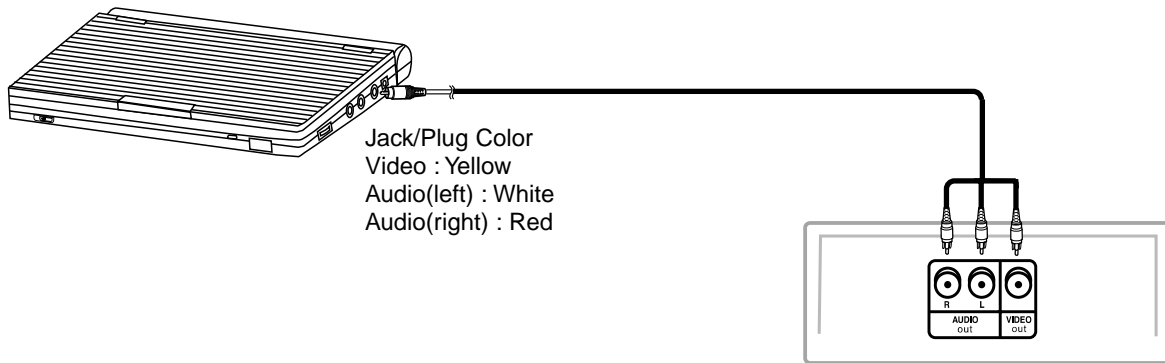 Jack/Plug Color
Video : Yellow
Audio(left) : White
Audio(right) : Red
R L
AUDIO
out
VIDEO
out